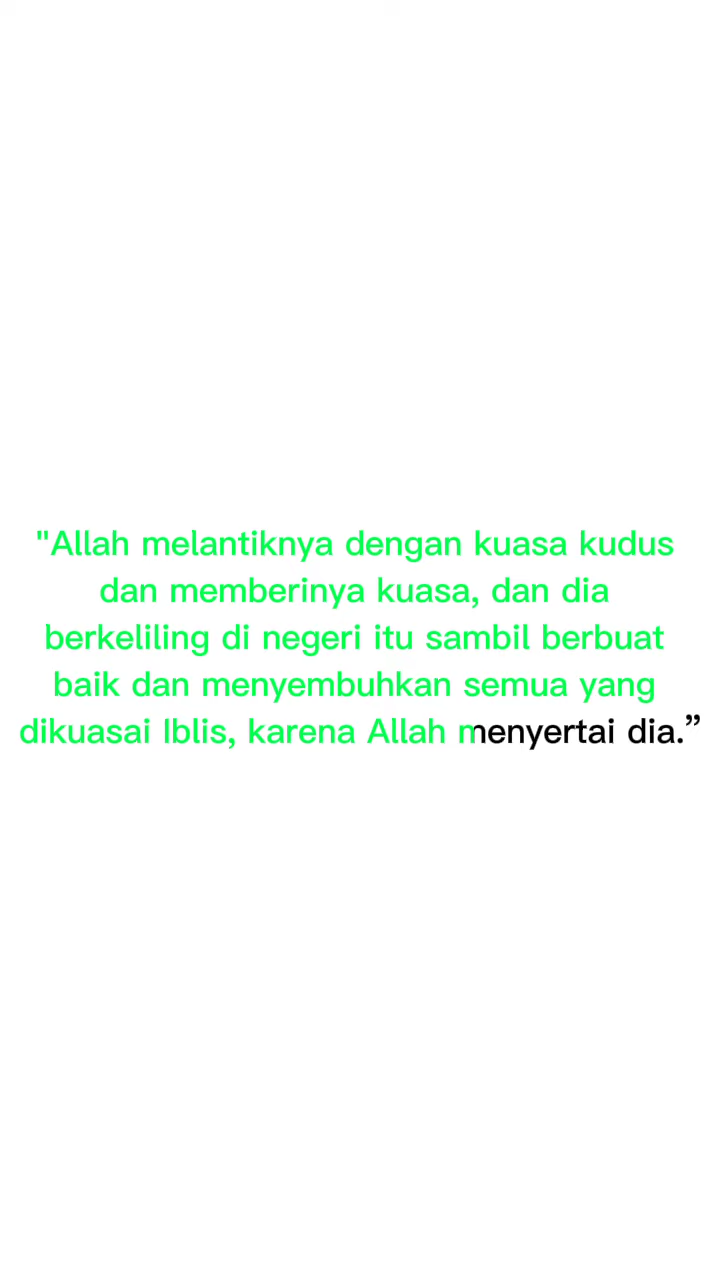 "Allah melantiknya dengan kuasa kudus
dan memberinya kuasa, dan dia
berkeliling di negeri itu sambil berbuat
baik dan menyembuhkan semua yang
dikuasai Iblis, karena Allah menyertai dia.”